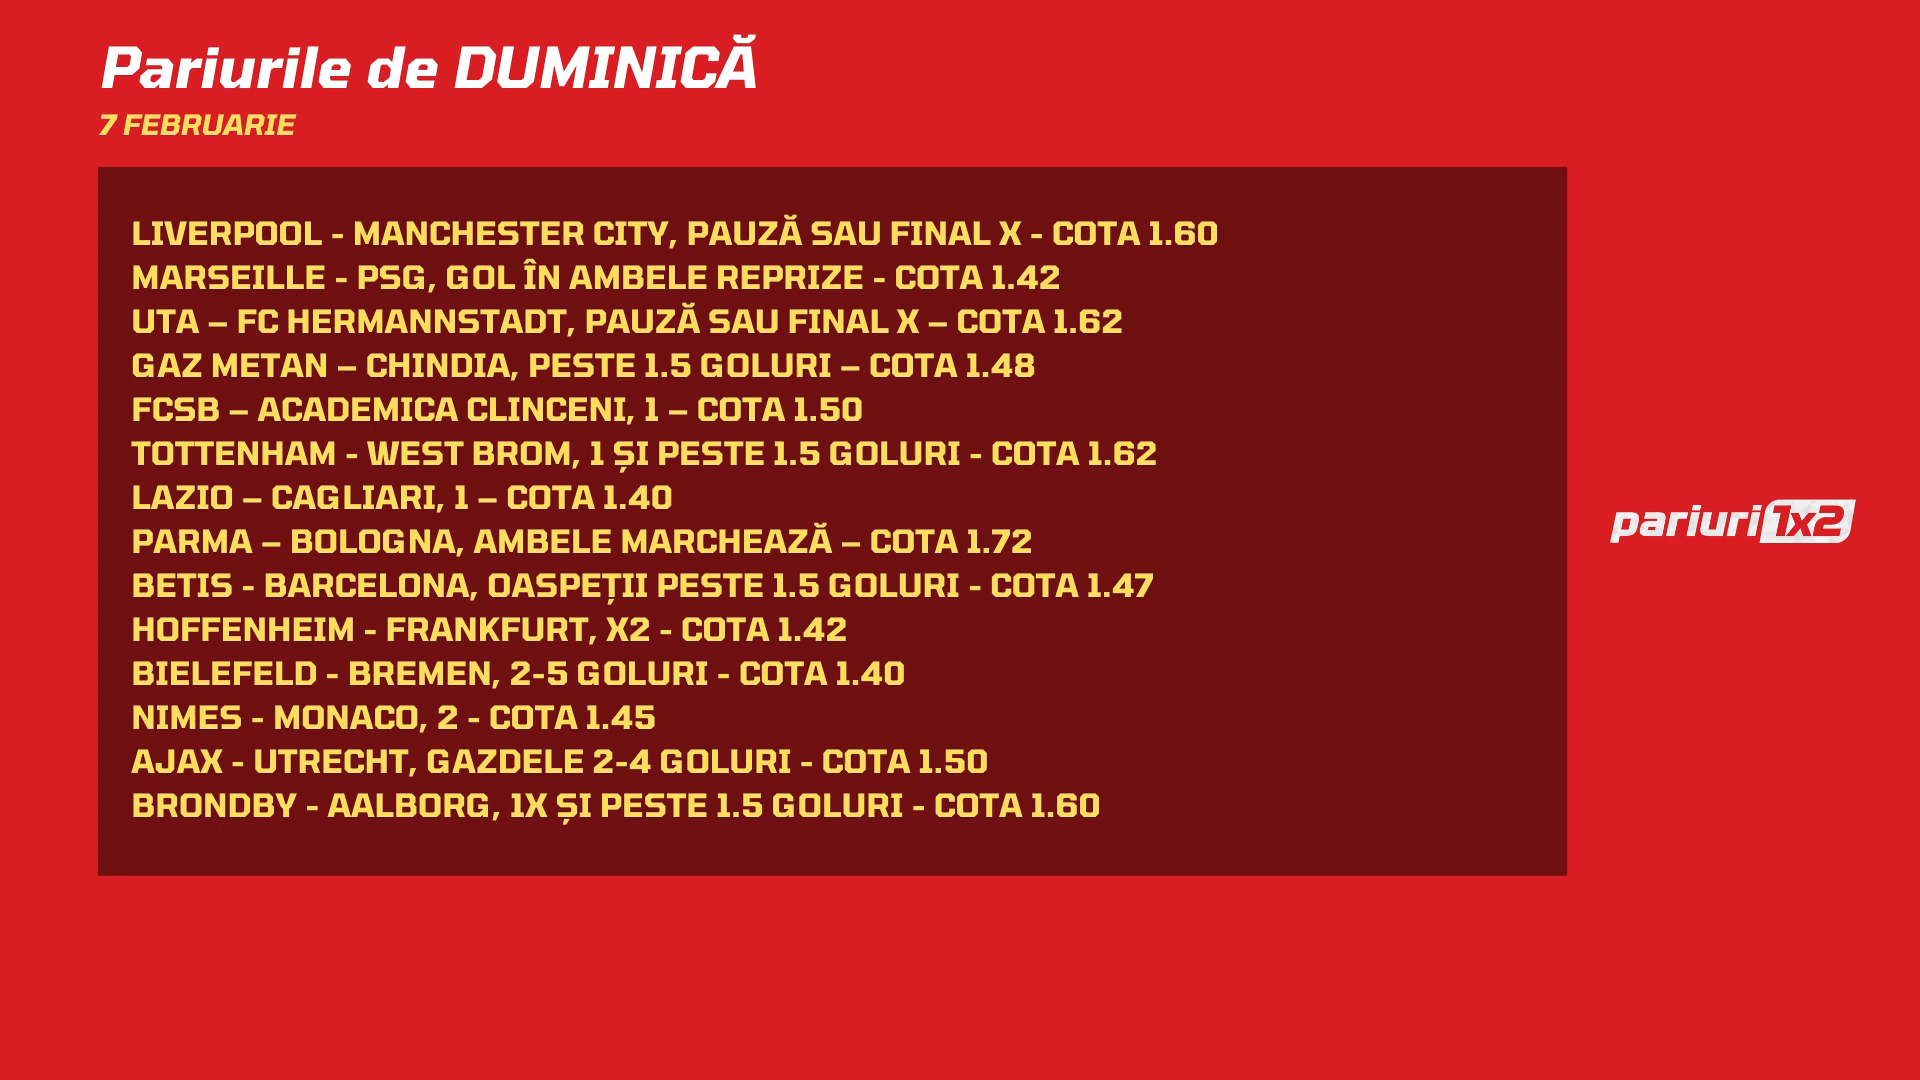 Pariurile de DUMINICĂ
7 FEBRUARIE
LIVERPOOL - MANCHESTER CITY, PAUZĂ SAU FINAL X - COTA 1.60
MARSEILLE - PSG, GOL ÎN AMBELE REPRIZE - COTA 1.42
UTA – FC HERMANNSTADT, PAUZĂ SAU FINAL X – COTA 1.62
GAZ METAN – CHINDIA, PESTE 1.5 GOLURI – COTA 1.48
FCSB – ACADEMICA CLINCENI, 1 – COTA 1.50
TOTTENHAM - WEST BROM, 1 ȘI PESTE 1.5 GOLURI - COTA 1.62
LAZIO – CAGLIARI, 1 – COTA 1.40
PARMA – BOLOGNA, AMBELE MARCHEAZĂ – COTA 1.72
BETIS - BARCELONA, OASPEȚII PESTE 1.5 GOLURI - COTA 1.47
HOFFENHEIM - FRANKFURT, X2 - COTA 1.42
BIELEFELD - BREMEN, 2-5 GOLURI - COTA 1.40
NIMES - MONACO, 2 - COTA 1.45
AJAX - UTRECHT, GAZDELE 2-4 GOLURI - COTA 1.50
BRONDBY - AALBORG, 1X ȘI PESTE 1.5 GOLURI - COTA 1.60
pariuri1x2